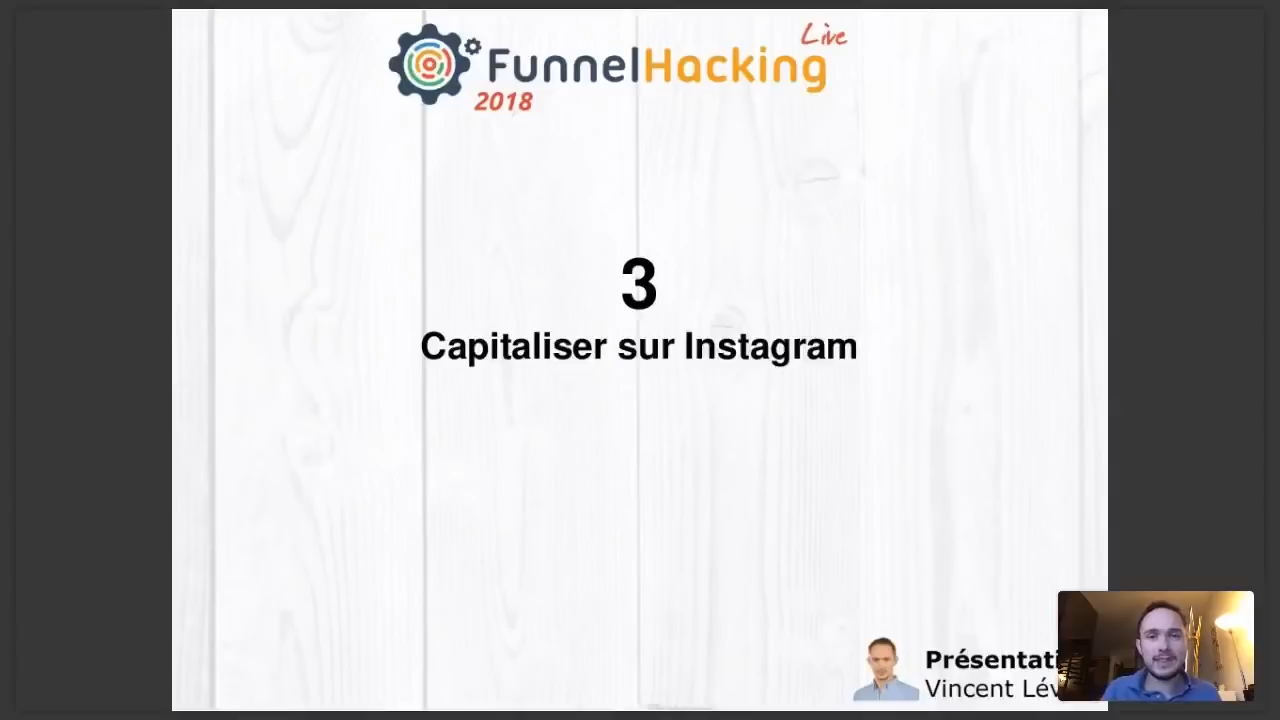 Live
FunnelHacking
2018
3
Capitaliser sur Instagram
Présentati
Vincent Lév